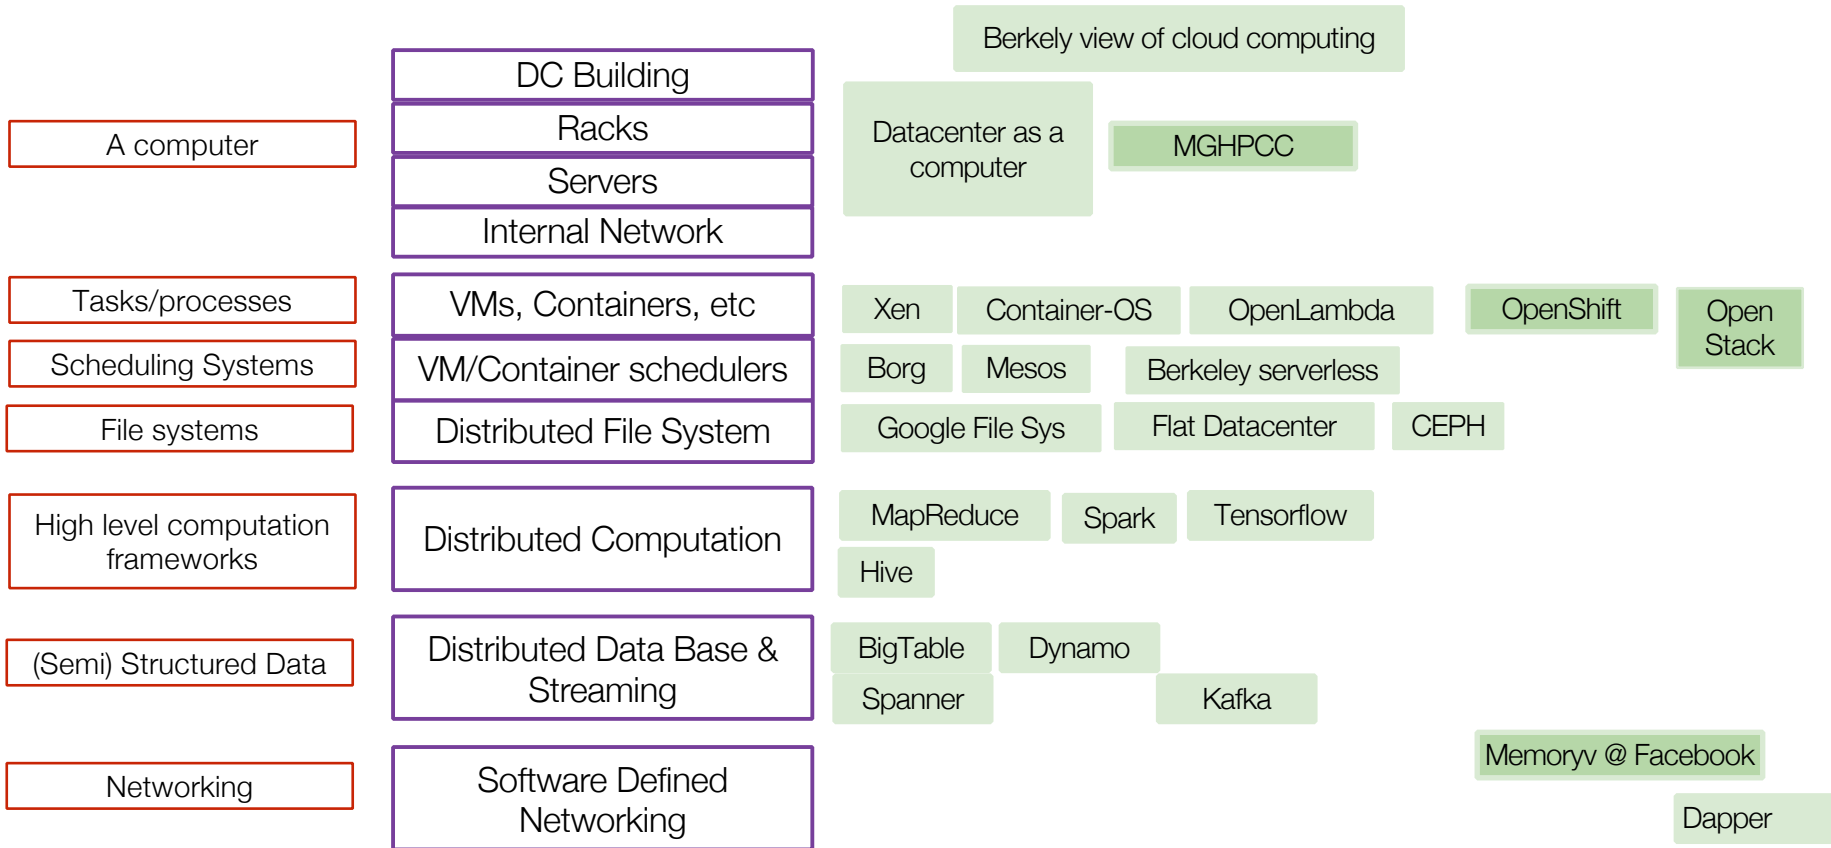 Berkely view of cloud computing
DC Building
Racks
Servers
Internal Network
A computer
Datacenter as a
computer
MGHPCC
Tasks/processes
VMs, Containers, etc
Xen
Container-OS
OpenLambda
OpenShift
Open
Stack
Scheduling Systems
VM/Container schedulers
Borg
Mesos
Berkeley serverless
File systems
Distributed File System
Google File Sys
Flat Datacenter
CEPH
High level computation
frameworks
Distributed Computation
MapReduce
Spark
Tensorflow
Hive
(Semi) Structured Data
Distributed Data Base &
Streaming
BigTable
Dynamo
Spanner
Kafka
Networking
Software Defined
Networking
Memoryv @ Facebook
Dapper